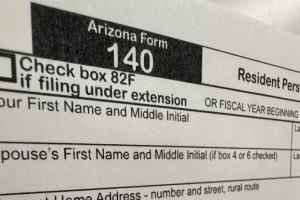 Arizona Form
140
Resident Pers
Check box 82F
if filing under extension
OR FISCAL YEAR BEGINNING
our First Name and Middle Initial
La
pouse's First Name and Middle Initial (if box 4 or 6 checked)
La
t Home Address - number and street, rural route